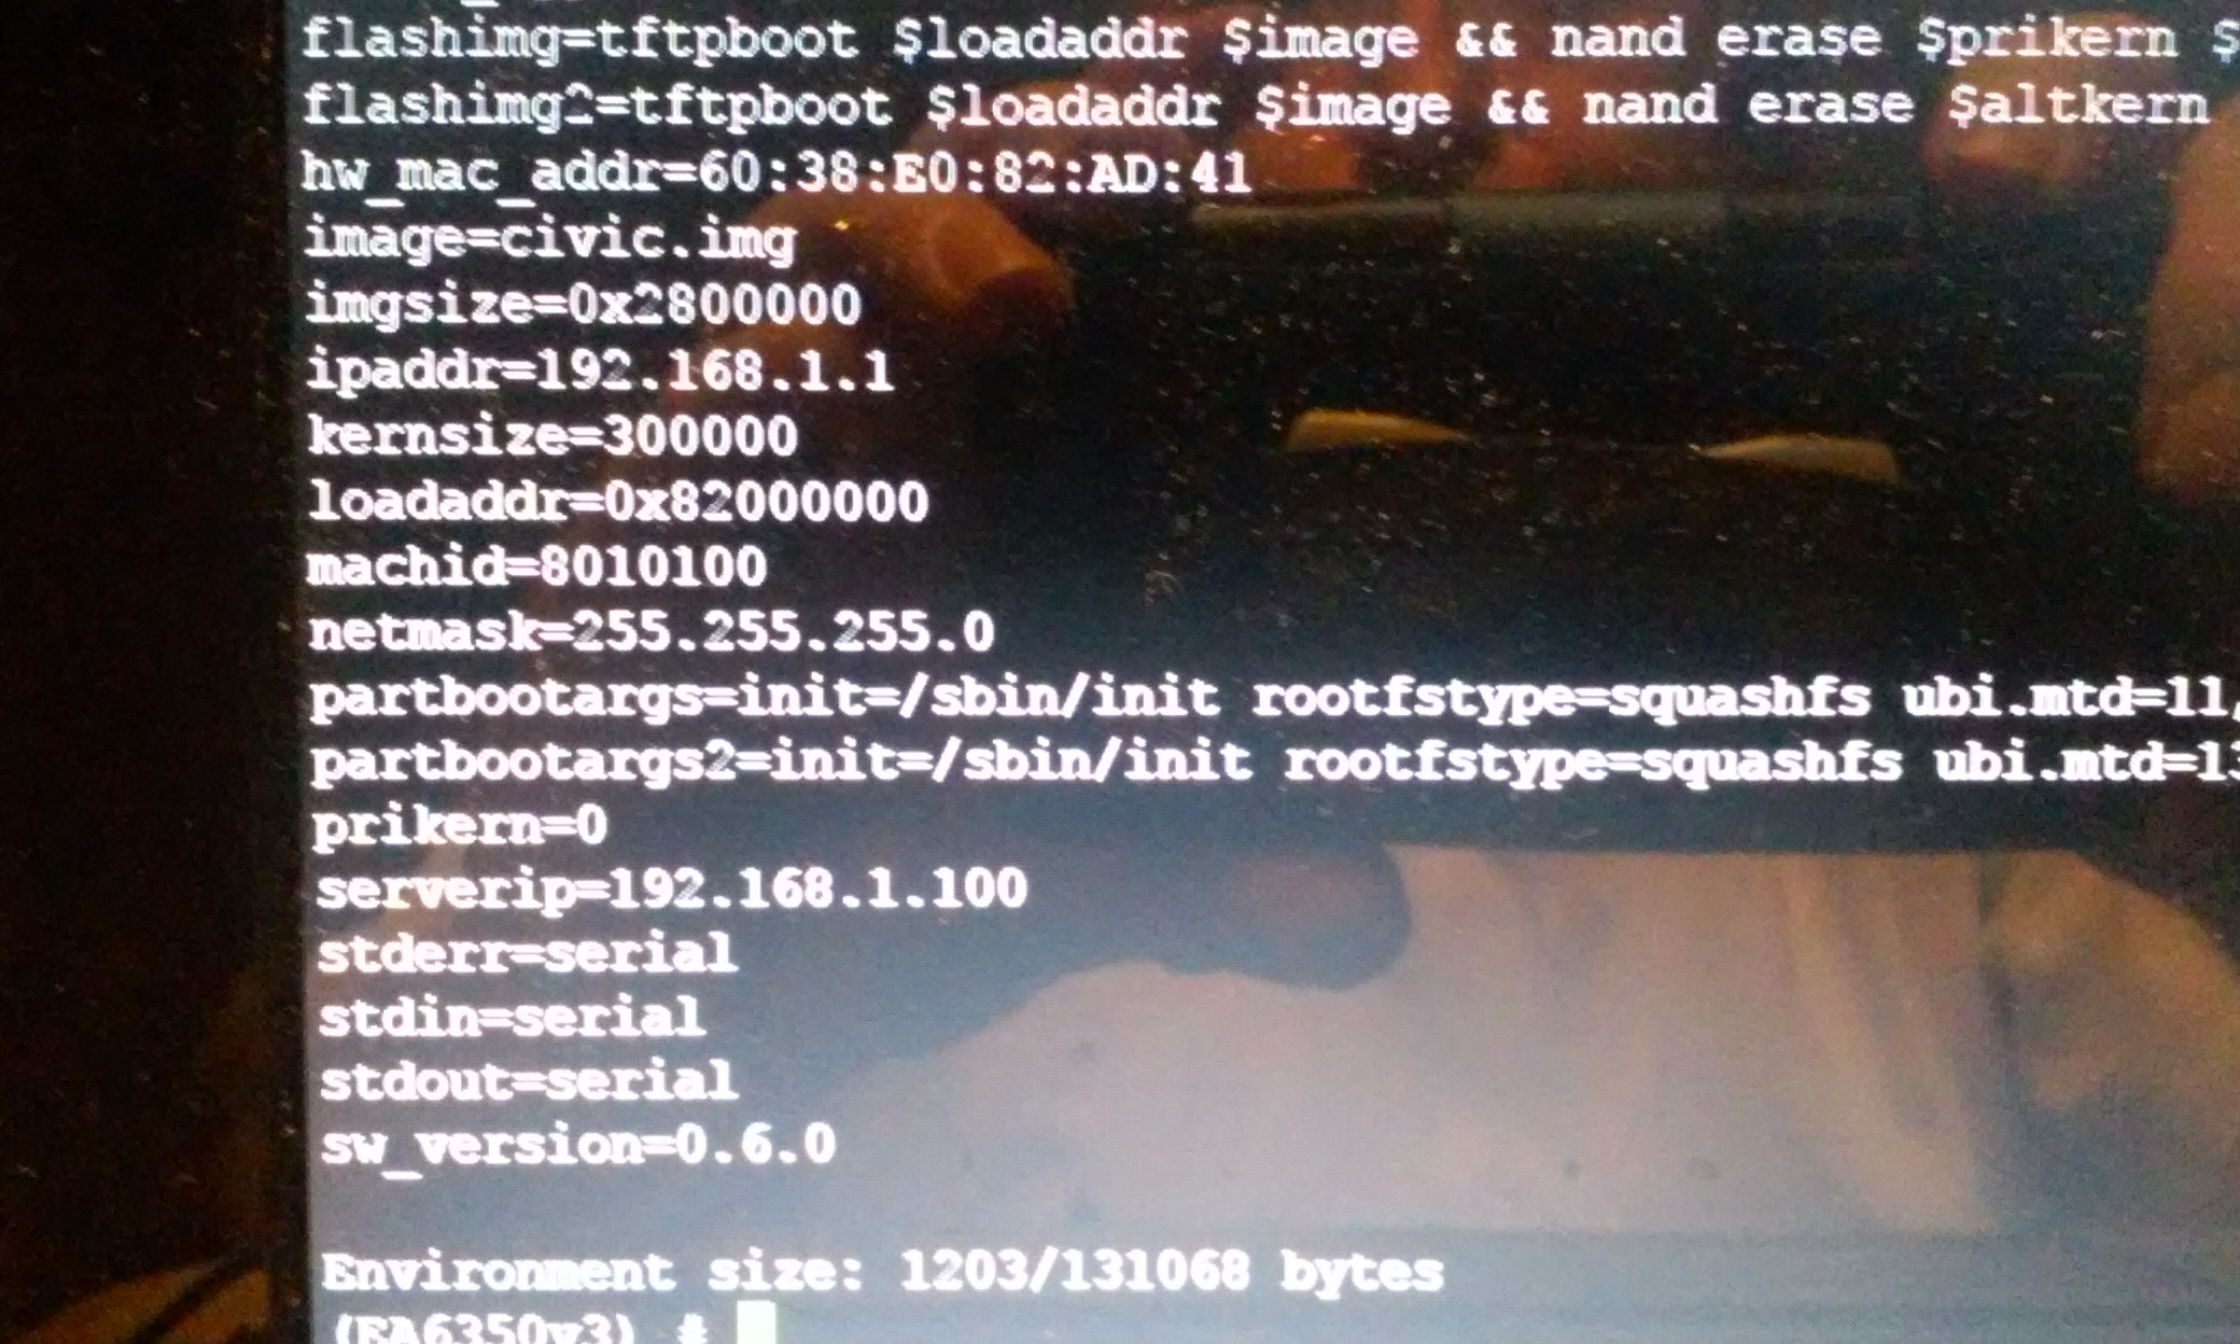 flashimg=tftpboot $loadaddr $image && nand erase $prikern $
flashimg2=tftpboot $loadaddr $image && nand erase $altkern
hw_mac_addr=60:38:E0:82:AD:41
image=civic.img
imgsize=0x2800000
ipaddr=192.168.1.1
kernsize=300000
loadaddr=0x82000000
machid=8010100
netmask=255.255.255.0
partbootargs=init=/sbin/init rootfstype=squashfs ubi.mtd=11,
partbootargs2=init=/sbin/init rootfstype=squashfs ubi.mtd=13
prikern=0
serverip=192.168.1.100
stderr=serial
stdin=serial
stdout=serial
sw_version=0.6.0
Environment size: 1203/131068 bytes
(EA6350v3) #